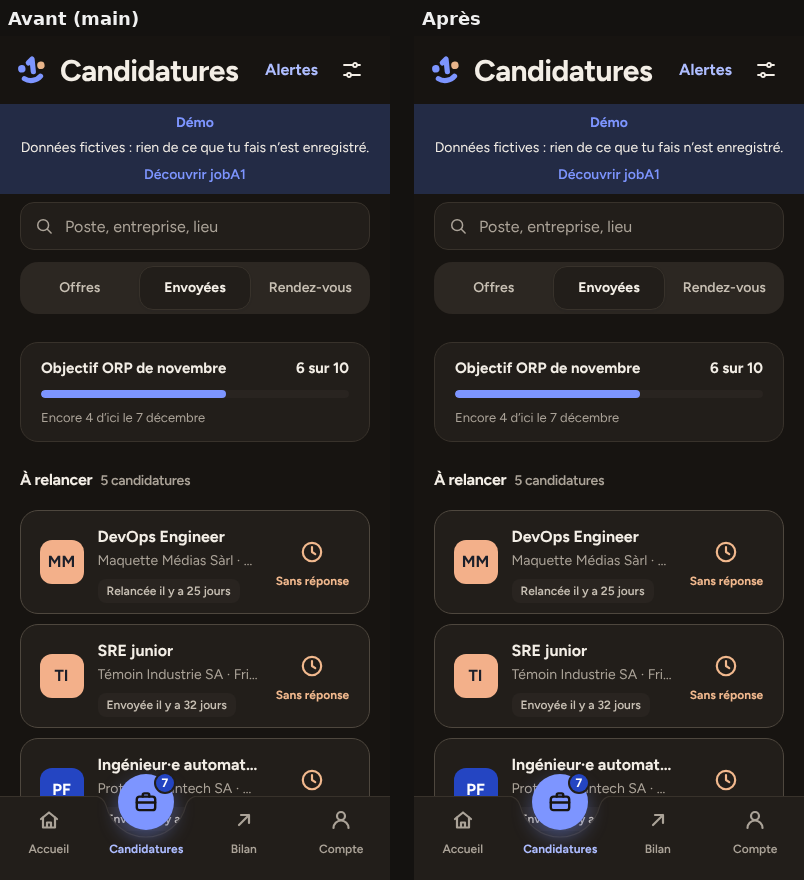 Avant (main)
Candidatures Alertes
Démo
Données fictives : rien de ce que tu fais n’est enregistré.
Découvrir jobA1
Poste, entreprise, lieu
Offres Envoyées Rendez-vous
Objectif ORP de novembre 6 sur 10
Encore 4 d’ici le 7 décembre
À relancer 5 candidatures
MM
DevOps Engineer
Maquette Médias Sàrl · …
Relancée il y a 25 jours
Sans réponse
TI
SRE junior
Témoin Industrie SA · Fri…
Envoyée il y a 32 jours
Sans réponse
PF
Ingénieur·e automat…
ntech SA · …
7
Accueil Candidatures Bilan Compte
Après
Candidatures Alertes
Démo
Données fictives : rien de ce que tu fais n’est enregistré.
Découvrir jobA1
Poste, entreprise, lieu
Offres Envoyées Rendez-vous
Objectif ORP de novembre 6 sur 10
Encore 4 d’ici le 7 décembre
À relancer 5 candidatures
MM
DevOps Engineer
Maquette Médias Sàrl · …
Relancée il y a 25 jours
Sans réponse
TI
SRE junior
Témoin Industrie SA · Fri…
Envoyée il y a 32 jours
Sans réponse
PF
Ingénieur·e automat…
ntech SA · …
7
Accueil Candidatures Bilan Compte